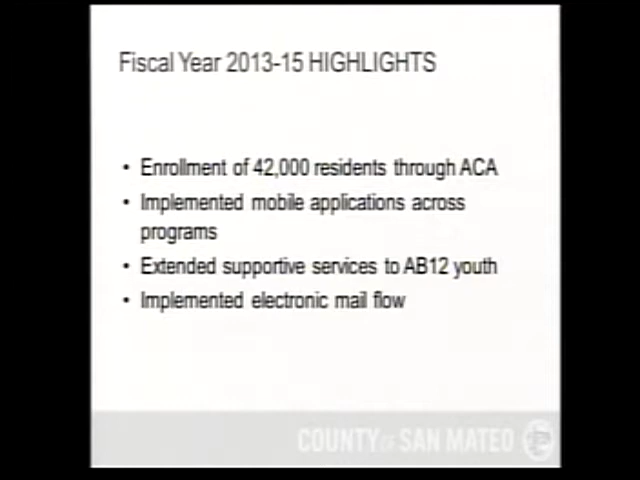 Fiscal Year 2013-15 HIGHLIGHTS
• Enrollment of 42,000 residents through ACA
• Implemented mobile applications across
programs
• Extended supportive services to AB12 youth
• Implemented electronic mail flow
COUNTY OF SAN MATEO